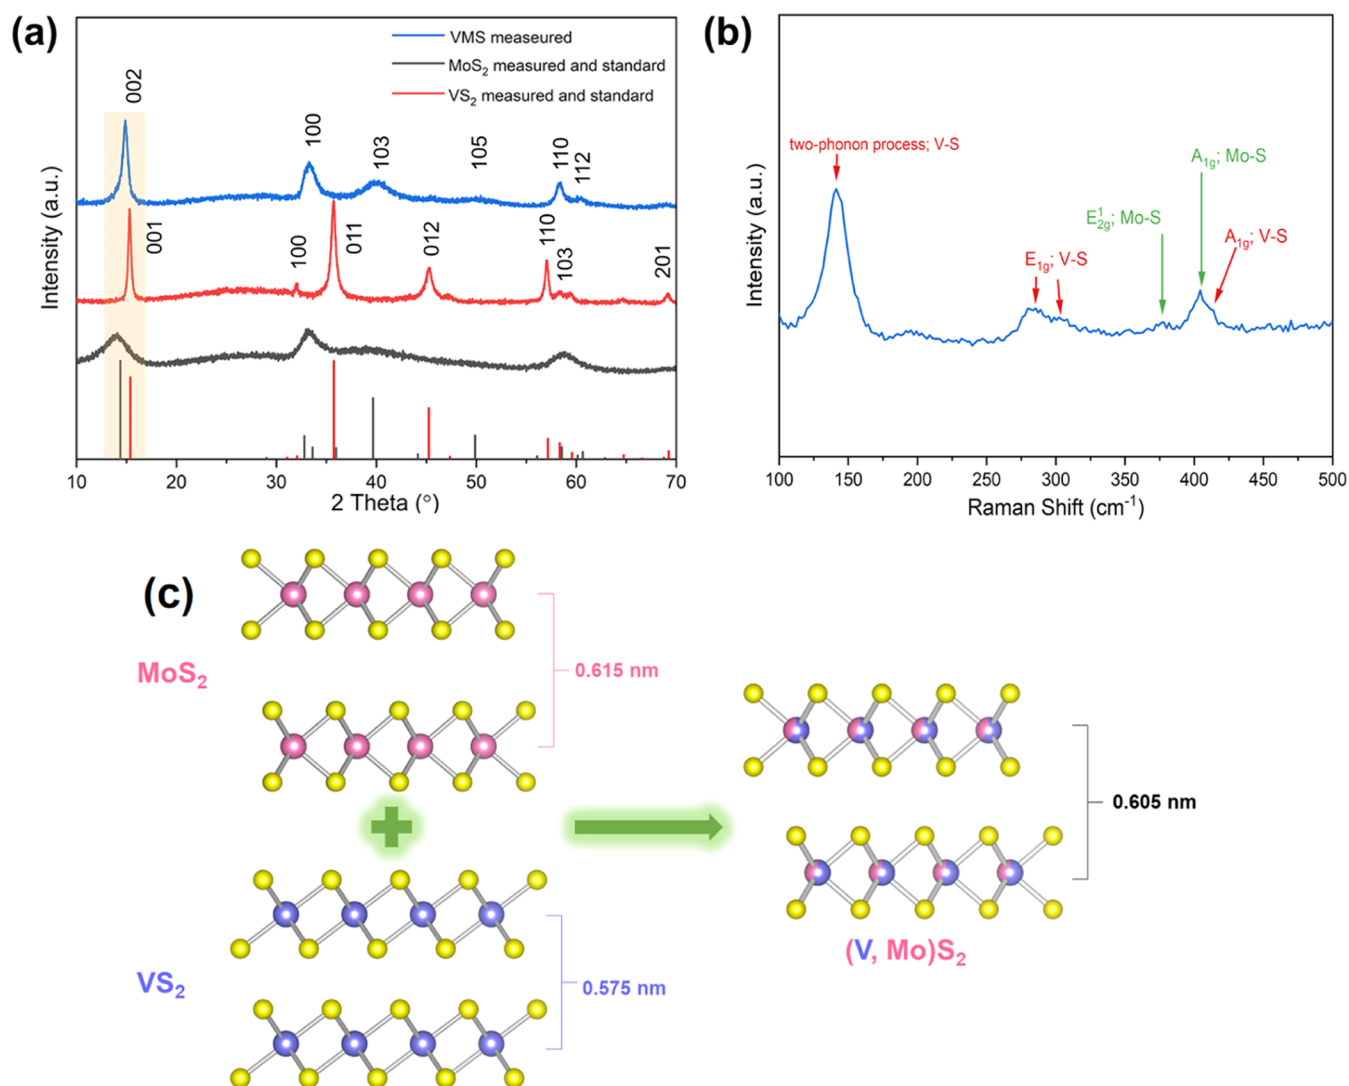 (a)
VMS measeured
MoS2 measured and standard
VS2 measured and standard
002
100
103
105
110
112
001
100
011
012
110
103
201
Intensity (a.u.)
10 20 30 40 50 60 70
2 Theta (°)
(b)
two-phonon process; V-S
A1g; Mo-S
E12g; Mo-S
A1g; V-S
E1g; V-S
Intensity (a.u.)
100 150 200 250 300 350 400 450 500
Raman Shift (cm-1)
(c)
MoS2
0.615 nm
0.605 nm
(V, Mo)S2
VS2
0.575 nm